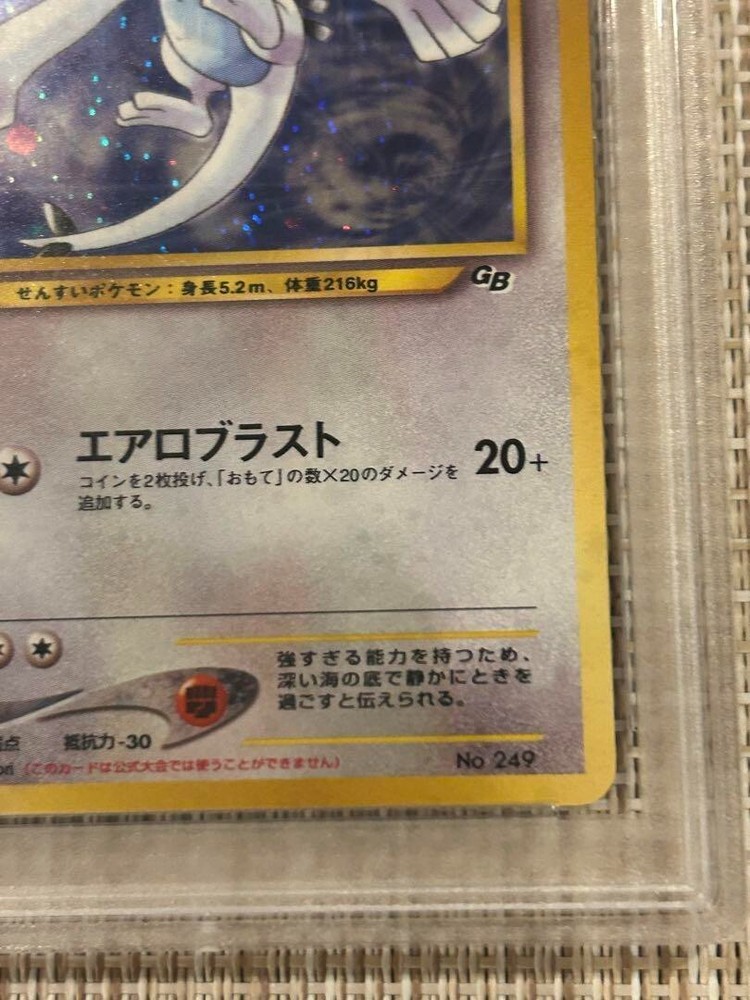 せんすいポケモン：身長5.2m、体重216kg
GB
エアロブラスト 20+
コインを2枚投げ、「おもて」の数×20のダメージを
追加する。
強すぎる能力を持つため、
深い海の底で静かにときを
過ごすと伝えられる。
点 抵抗力-30
ori (このカードは公式大会では使うことができません) No 249